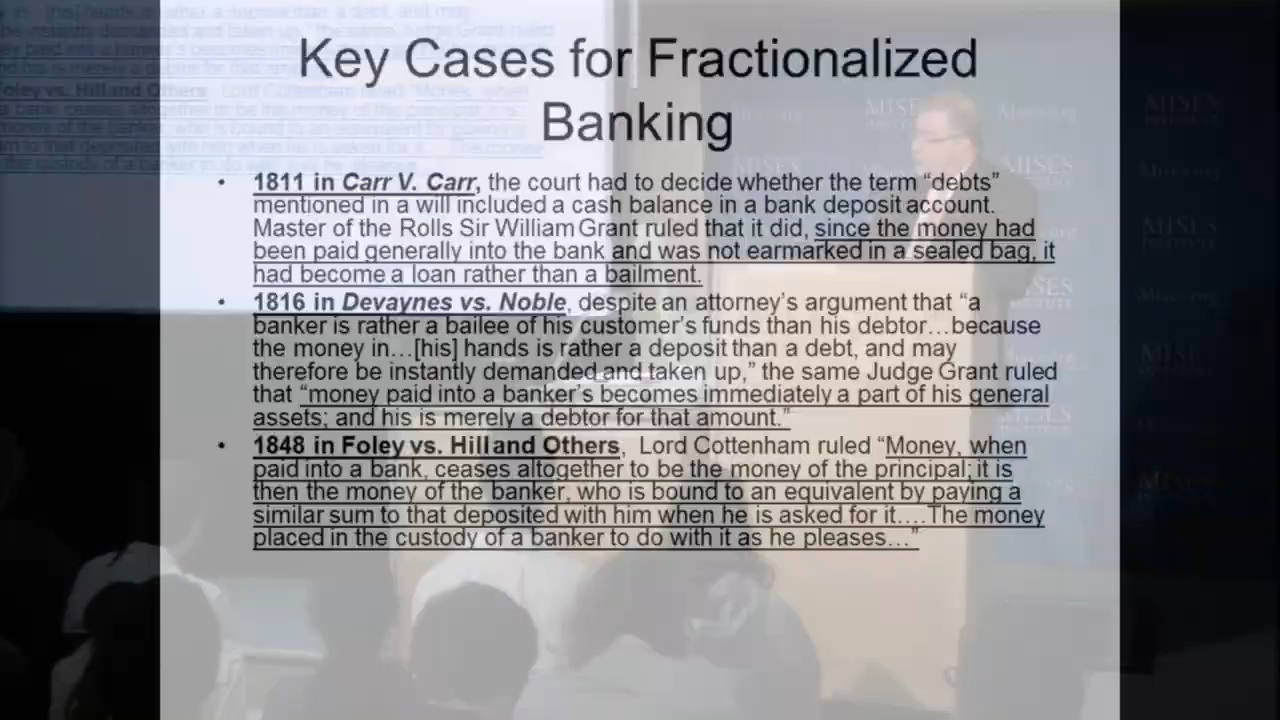 Key Cases for Fractionalized
Banking
• 1811 in Carr V. Carr, the court had to decide whether the term “debts”
mentioned in a will included a cash balance in a bank deposit account.
Master of the Rolls Sir William Grant ruled that it did, since the money had
been paid generally into the bank and was not earmarked in a sealed bag, it
had become a loan rather than a bailment.
• 1816 in Devaynes vs. Noble, despite an attorney’s argument that “a
banker is rather a bailee of his customer’s funds than his debtor…because
the money in…[his] hands is rather a deposit than a debt, and may
therefore be instantly demanded and taken up,” the same Judge Grant ruled
that “money paid into a banker’s becomes immediately a part of his general
assets; and his is merely a debtor for that amount.”
• 1848 in Foley vs. Hill and Others, Lord Cottenham ruled “Money, when
paid into a bank, ceases altogether to be the money of the principal; it is
then the money of the banker, who is bound to an equivalent by paying a
similar sum to that deposited with him when he is asked for it….The money
placed in the custody of a banker to do with it as he pleases…”
MISES
INSTITUTE